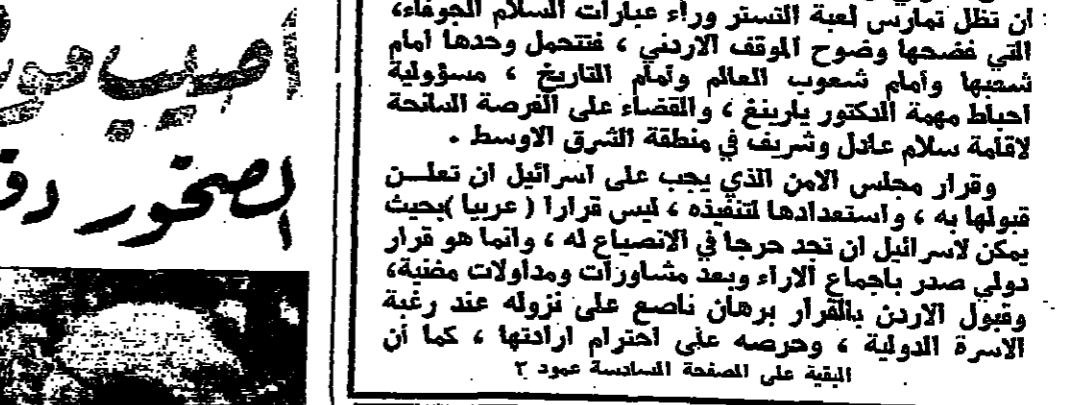 ان تظل تمارس لعبة التستر وراء عبارات السلام الجوفاء،
التي فضحها وضوح الموقف الاردني ، فتتحمل وحدها امام
شعبها وأمام شعوب العالم وأمام التاريخ ، مسؤولية
احباط مهمة الدكتور يارينغ ، والقضاء على الفرصة السانحة
لاقامة سلام عادل وشريف في منطقة الشرق الاوسط .
وقرار مجلس الامن الذي يجب على اسرائيل ان تعلــن
قبولها به ، واستعدادها لتنفيذه ، ليس قرارا ( عربيا )بحيث
يمكن لاسرائيل ان تجد حرجا في الانصياع له ، وانما هو قرار
دولي صدر باجماع الاراء وبعد مشاورات ومداولات مضنية،
وقبول الاردن بالقرار برهان ناصع على نزوله عند رغبة
الاسرة الدولية ، وحرصه على احترام ارادتها ، كما أن
البقية على الصفحة السادسة عمود ٢
اصيب
الصخور